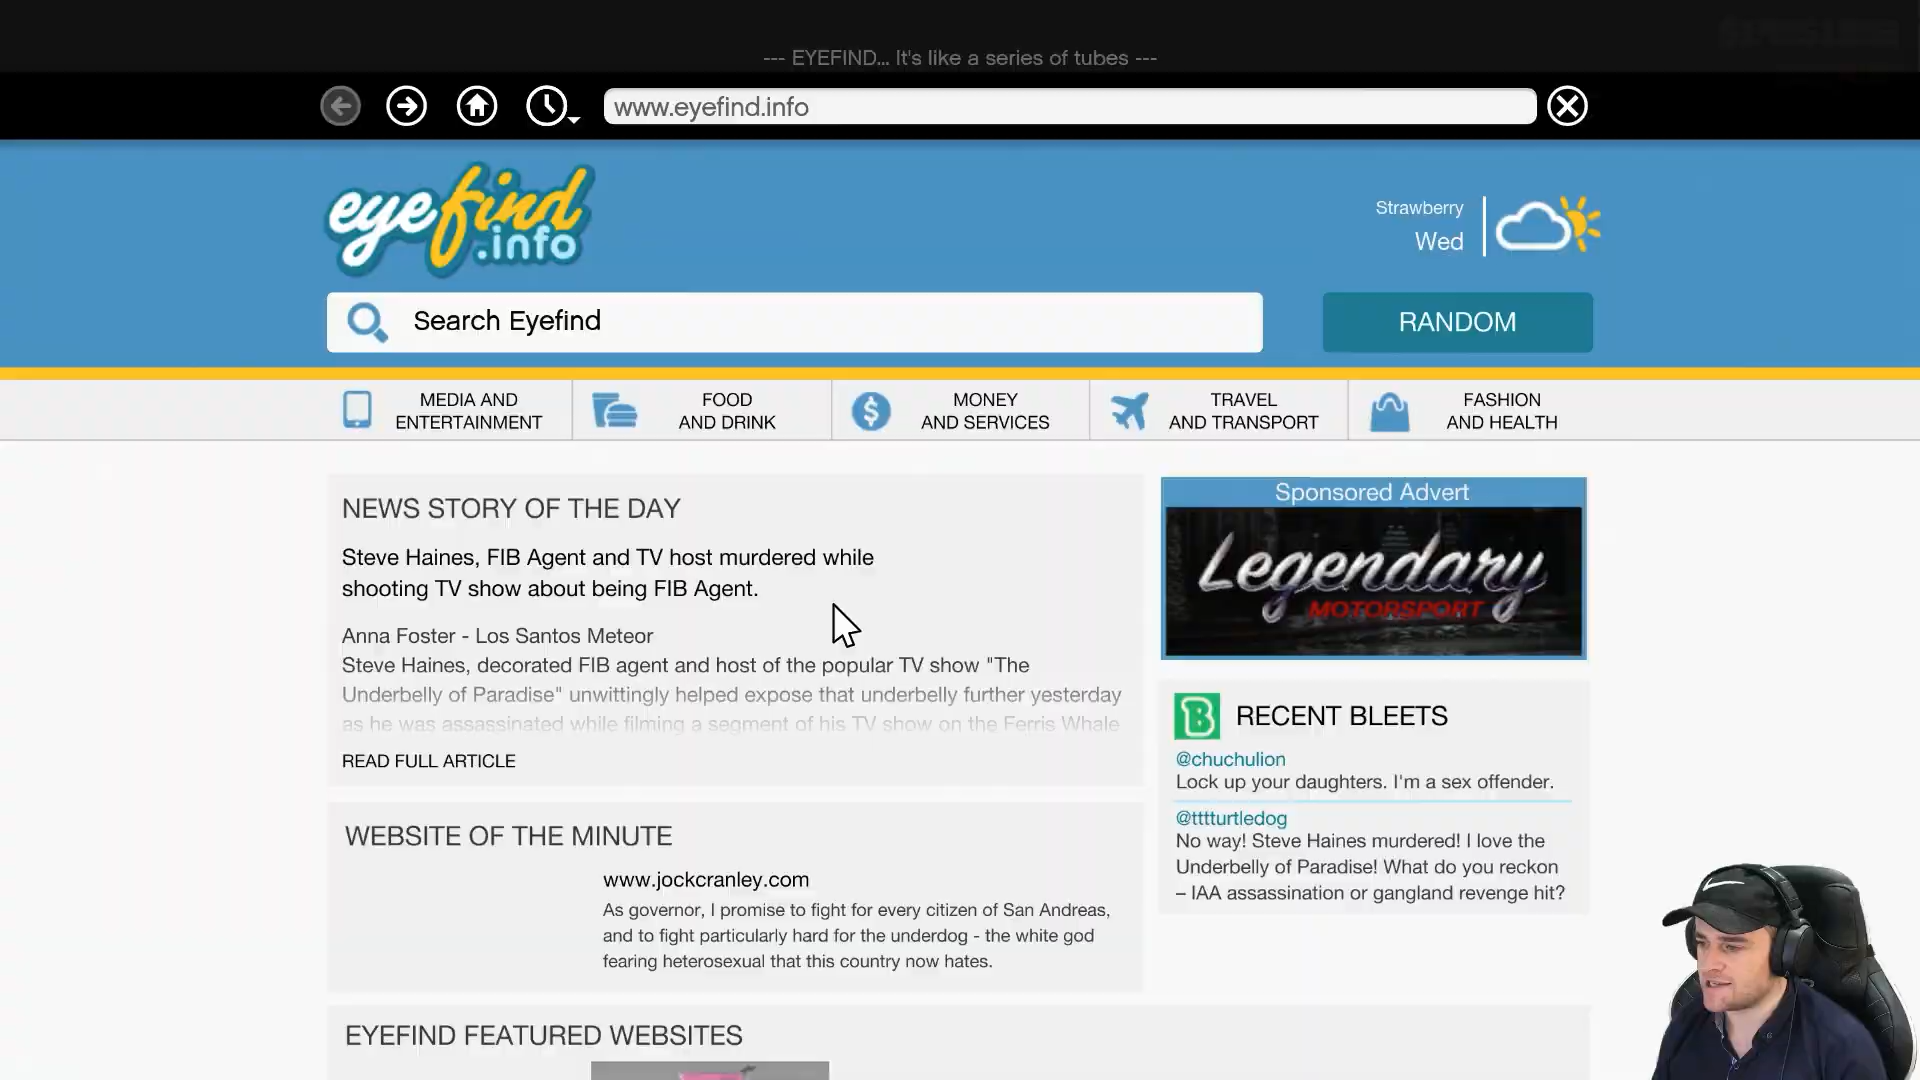 --- EYEFIND... It's like a series of tubes ---
www.eyefind.info
eyefind
.info
Strawberry
Wed
Search Eyefind
RANDOM
MEDIA AND
ENTERTAINMENT
FOOD
AND DRINK
MONEY
AND SERVICES
TRAVEL
AND TRANSPORT
FASHION
AND HEALTH
NEWS STORY OF THE DAY
Steve Haines, FIB Agent and TV host murdered while
shooting TV show about being FIB Agent.
Anna Foster - Los Santos Meteor
Steve Haines, decorated FIB agent and host of the popular TV show "The
Underbelly of Paradise" unwittingly helped expose that underbelly further yesterday
as he was assassinated while filming a segment of his TV show on the Ferris Whale
READ FULL ARTICLE
WEBSITE OF THE MINUTE
www.jockcranley.com
As governor, I promise to fight for every citizen of San Andreas,
and to fight particularly hard for the underdog - the white god
fearing heterosexual that this country now hates.
EYEFIND FEATURED WEBSITES
Sponsored Advert
Legendary
MOTORSPORT
B
RECENT BLEETS
@chuchulion
Lock up your daughters. I'm a sex offender.
@tttturtledog
No way! Steve Haines murdered! I love the
Underbelly of Paradise! What do you reckon
– IAA assassination or gangland revenge hit?